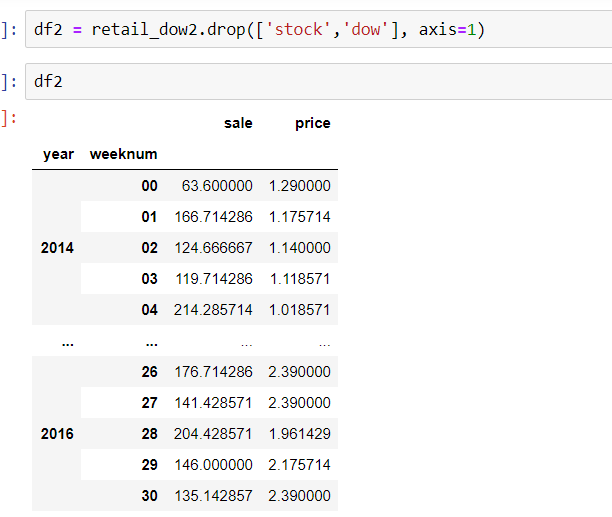 ]: df2 = retail_dow2.drop(['stock','dow'], axis=1)
]: df2
]:
sale price
year weeknum
00 63.600000 1.290000
01 166.714286 1.175714
2014 02 124.666667 1.140000
03 119.714286 1.118571
04 214.285714 1.018571
... ... ... ...
26 176.714286 2.390000
27 141.428571 2.390000
2016 28 204.428571 1.961429
29 146.000000 2.175714
30 135.142857 2.390000